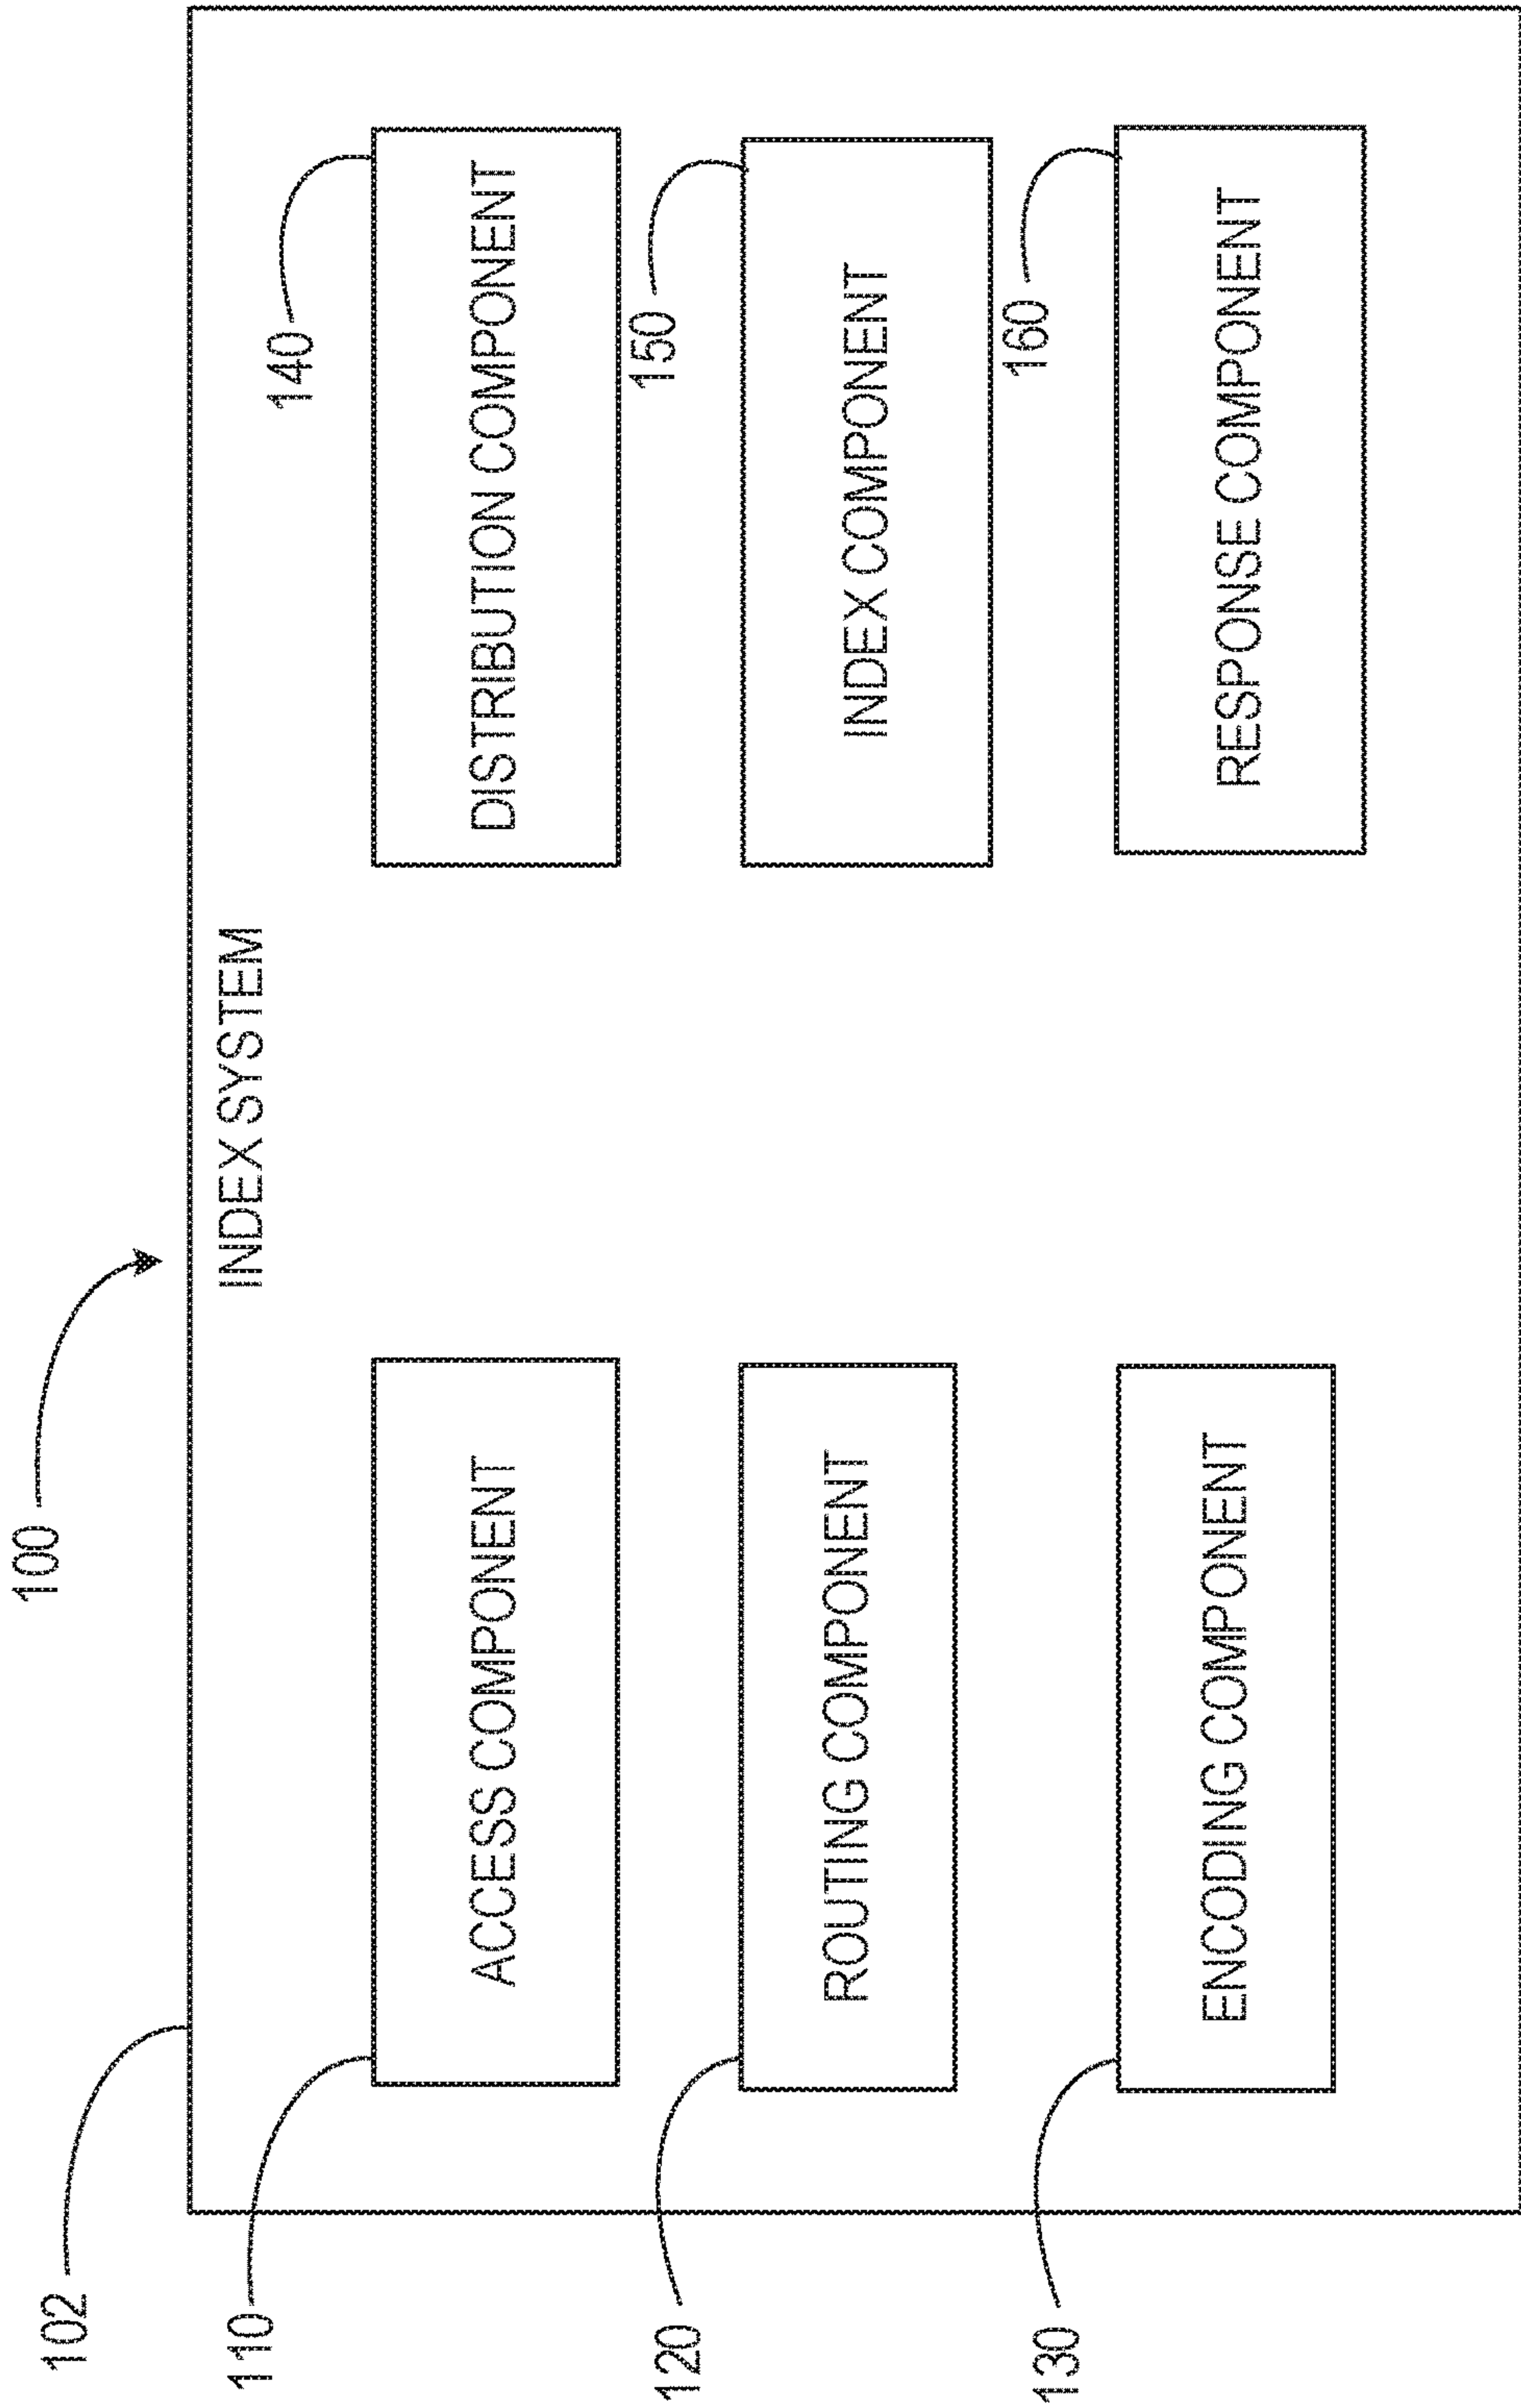 100
102
INDEX SYSTEM
110
ACCESS COMPONENT
140
DISTRIBUTION COMPONENT
120
ROUTING COMPONENT
150
INDEX COMPONENT
130
ENCODING COMPONENT
160
RESPONSE COMPONENT